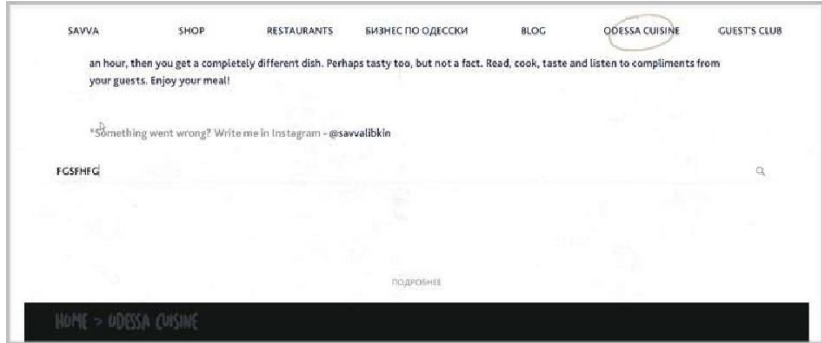 SAVVA SHOP RESTAURANTS БИЗНЕС ПО ОДЕССКИ BLOG ODESSA CUISINE GUEST'S CLUB
an hour, then you get a completely different dish. Perhaps tasty too, but not a fact. Read, cook, taste and listen to compliments from
your guests. Enjoy your meal!
*Something went wrong? Write me in Instagram - @savvalibkin
FGSFHFG
ПОДРОБНЕЕ
HOME > ODESSA CUISINE